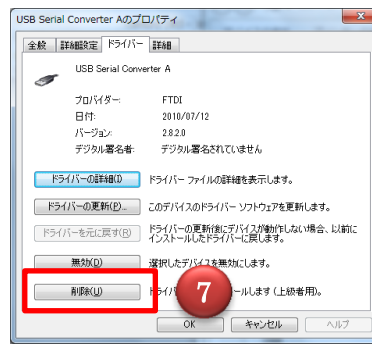 USB Serial Converter Aのプロパティ
全般 詳細設定 ドライバー 詳細
USB Serial Converter A
プロバイダー: FTDI
日付: 2010/07/12
バージョン: 2.8.2.0
デジタル署名者: デジタル署名されていません
ドライバーの詳細(I) ドライバー ファイルの詳細を表示します。
ドライバーの更新(P)... このデバイスのドライバー ソフトウェアを更新します。
ドライバーを元に戻す(R) ドライバーの更新後にデバイスが動作しない場合、以前に
インストールしたドライバーに戻します。
無効(D) 選択したデバイスを無効にします。
削除(U) ドライバ 7 ールします (上級者用)。
OK キャンセル ヘルプ